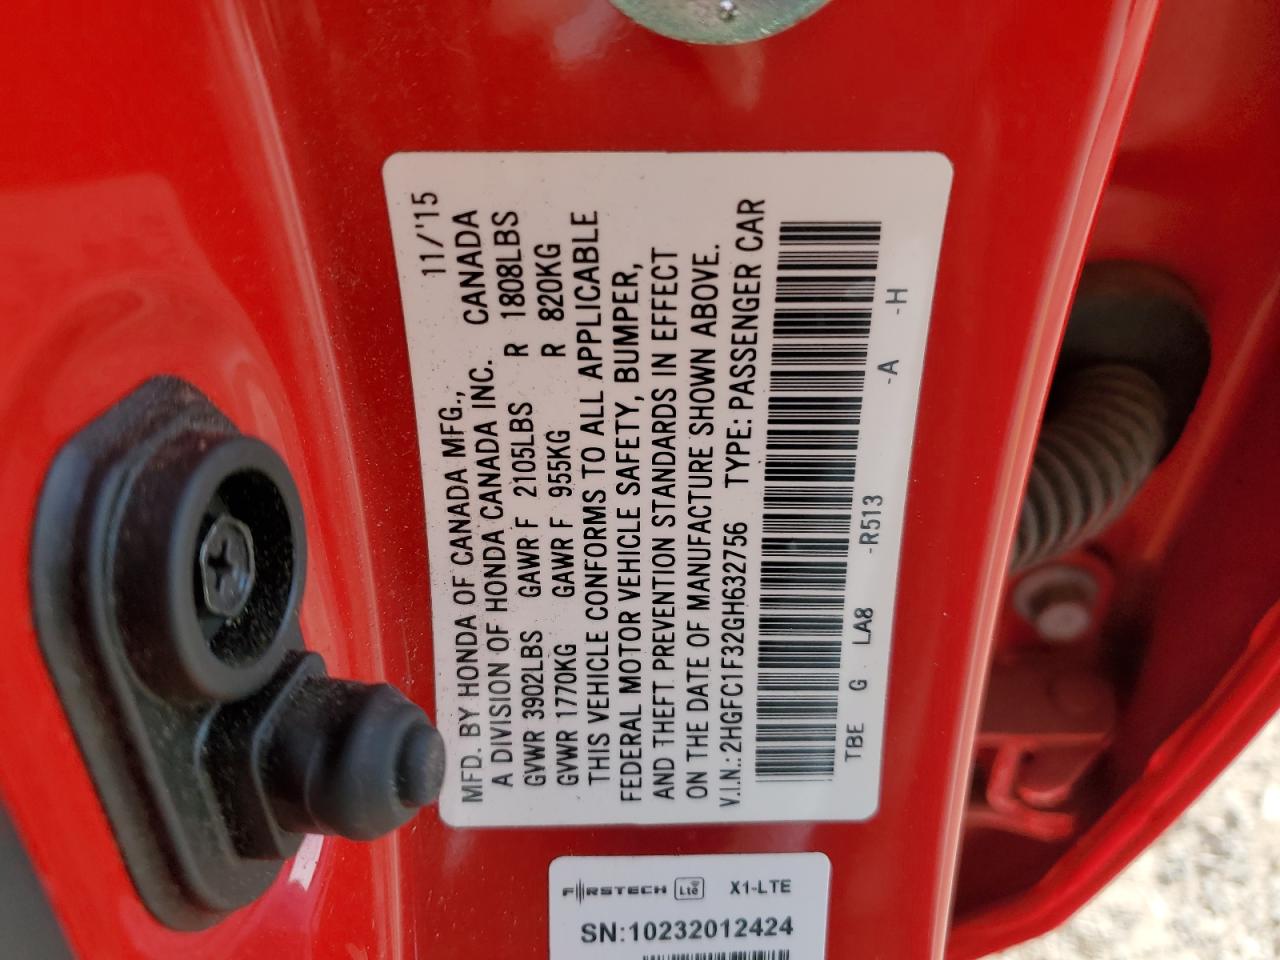 11/'15
MFD. BY HONDA OF CANADA MFG., CANADA
A DIVISION OF HONDA CANADA INC.
GVWR 3902LBS GAWR F 2105LBS R 1808LBS
GVWR 1770KG GAWR F 955KG R 820KG
THIS VEHICLE CONFORMS TO ALL APPLICABLE
FEDERAL MOTOR VEHICLE SAFETY, BUMPER,
AND THEFT PREVENTION STANDARDS IN EFFECT
ON THE DATE OF MANUFACTURE SHOWN ABOVE.
V.I.N.: 2HGFC1F32GH632756 TYPE: PASSENGER CAR
TBE G LA8 -R513 -A -H
FIRSTECH Lte X1-LTE
SN:10232012424